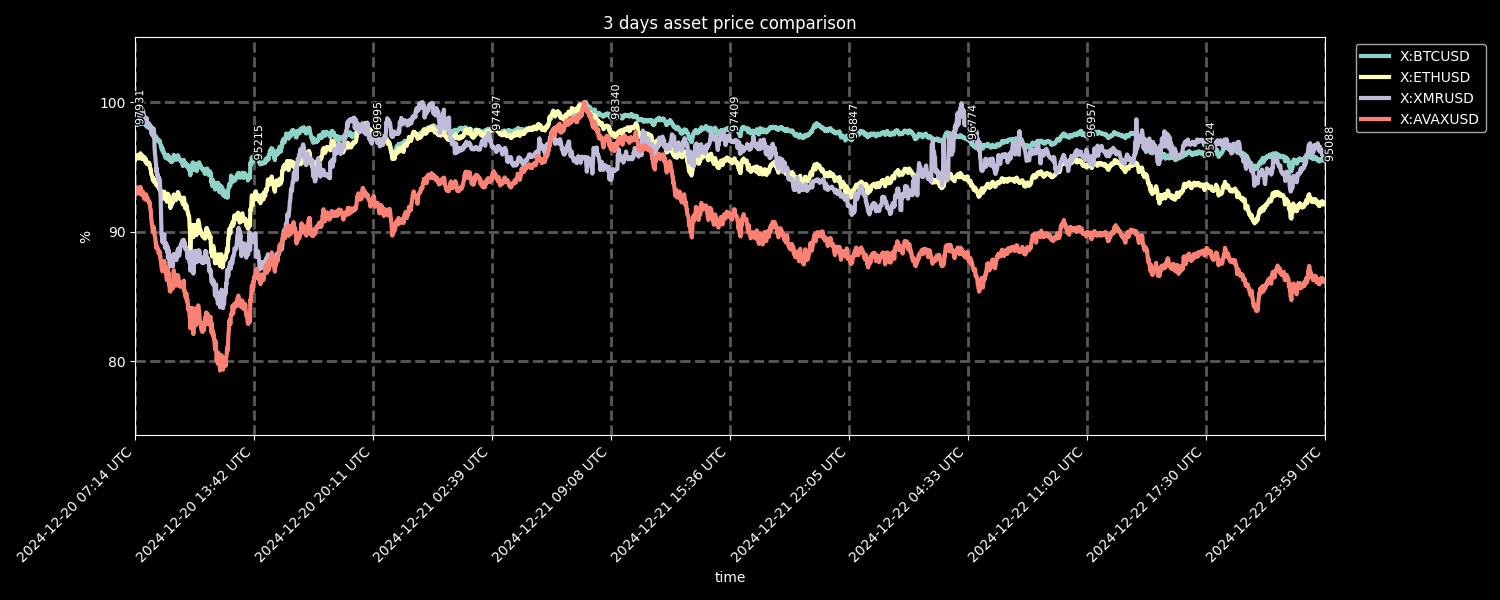 3 days asset price comparison
X:BTCUSD
X:ETHUSD
X:XMRUSD
X:AVAXUSD
100
90
80
%
97931
95215
96995
97497
98340
97409
96847
96774
96957
95424
95088
2024-12-20 07:14 UTC
2024-12-20 13:42 UTC
2024-12-20 20:11 UTC
2024-12-21 02:39 UTC
2024-12-21 09:08 UTC
2024-12-21 15:36 UTC
2024-12-21 22:05 UTC
2024-12-22 04:33 UTC
2024-12-22 11:02 UTC
2024-12-22 17:30 UTC
2024-12-22 23:59 UTC
time